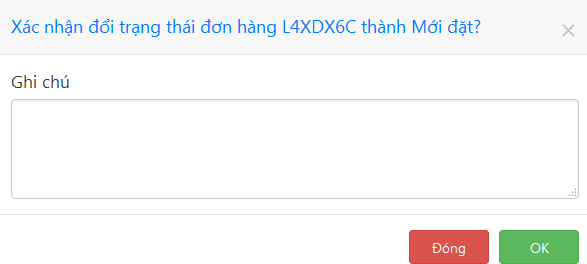 Xác nhận đổi trạng thái đơn hàng L4XDX6C thành Mới đặt?
Ghi chú
Đóng
OK